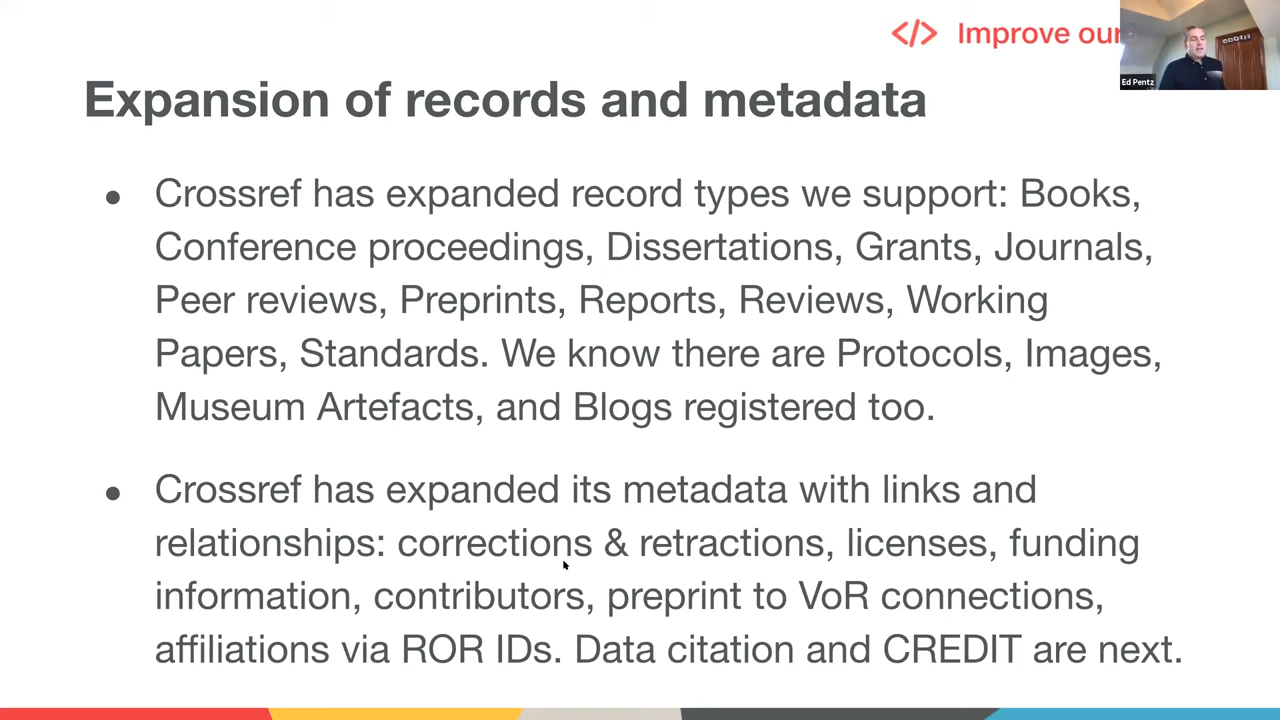 </> Improve our
Ed Pentz
Expansion of records and metadata
● Crossref has expanded record types we support: Books,
Conference proceedings, Dissertations, Grants, Journals,
Peer reviews, Preprints, Reports, Reviews, Working
Papers, Standards. We know there are Protocols, Images,
Museum Artefacts, and Blogs registered too.
● Crossref has expanded its metadata with links and
relationships: corrections & retractions, licenses, funding
information, contributors, preprint to VoR connections,
affiliations via ROR IDs. Data citation and CREDIT are next.